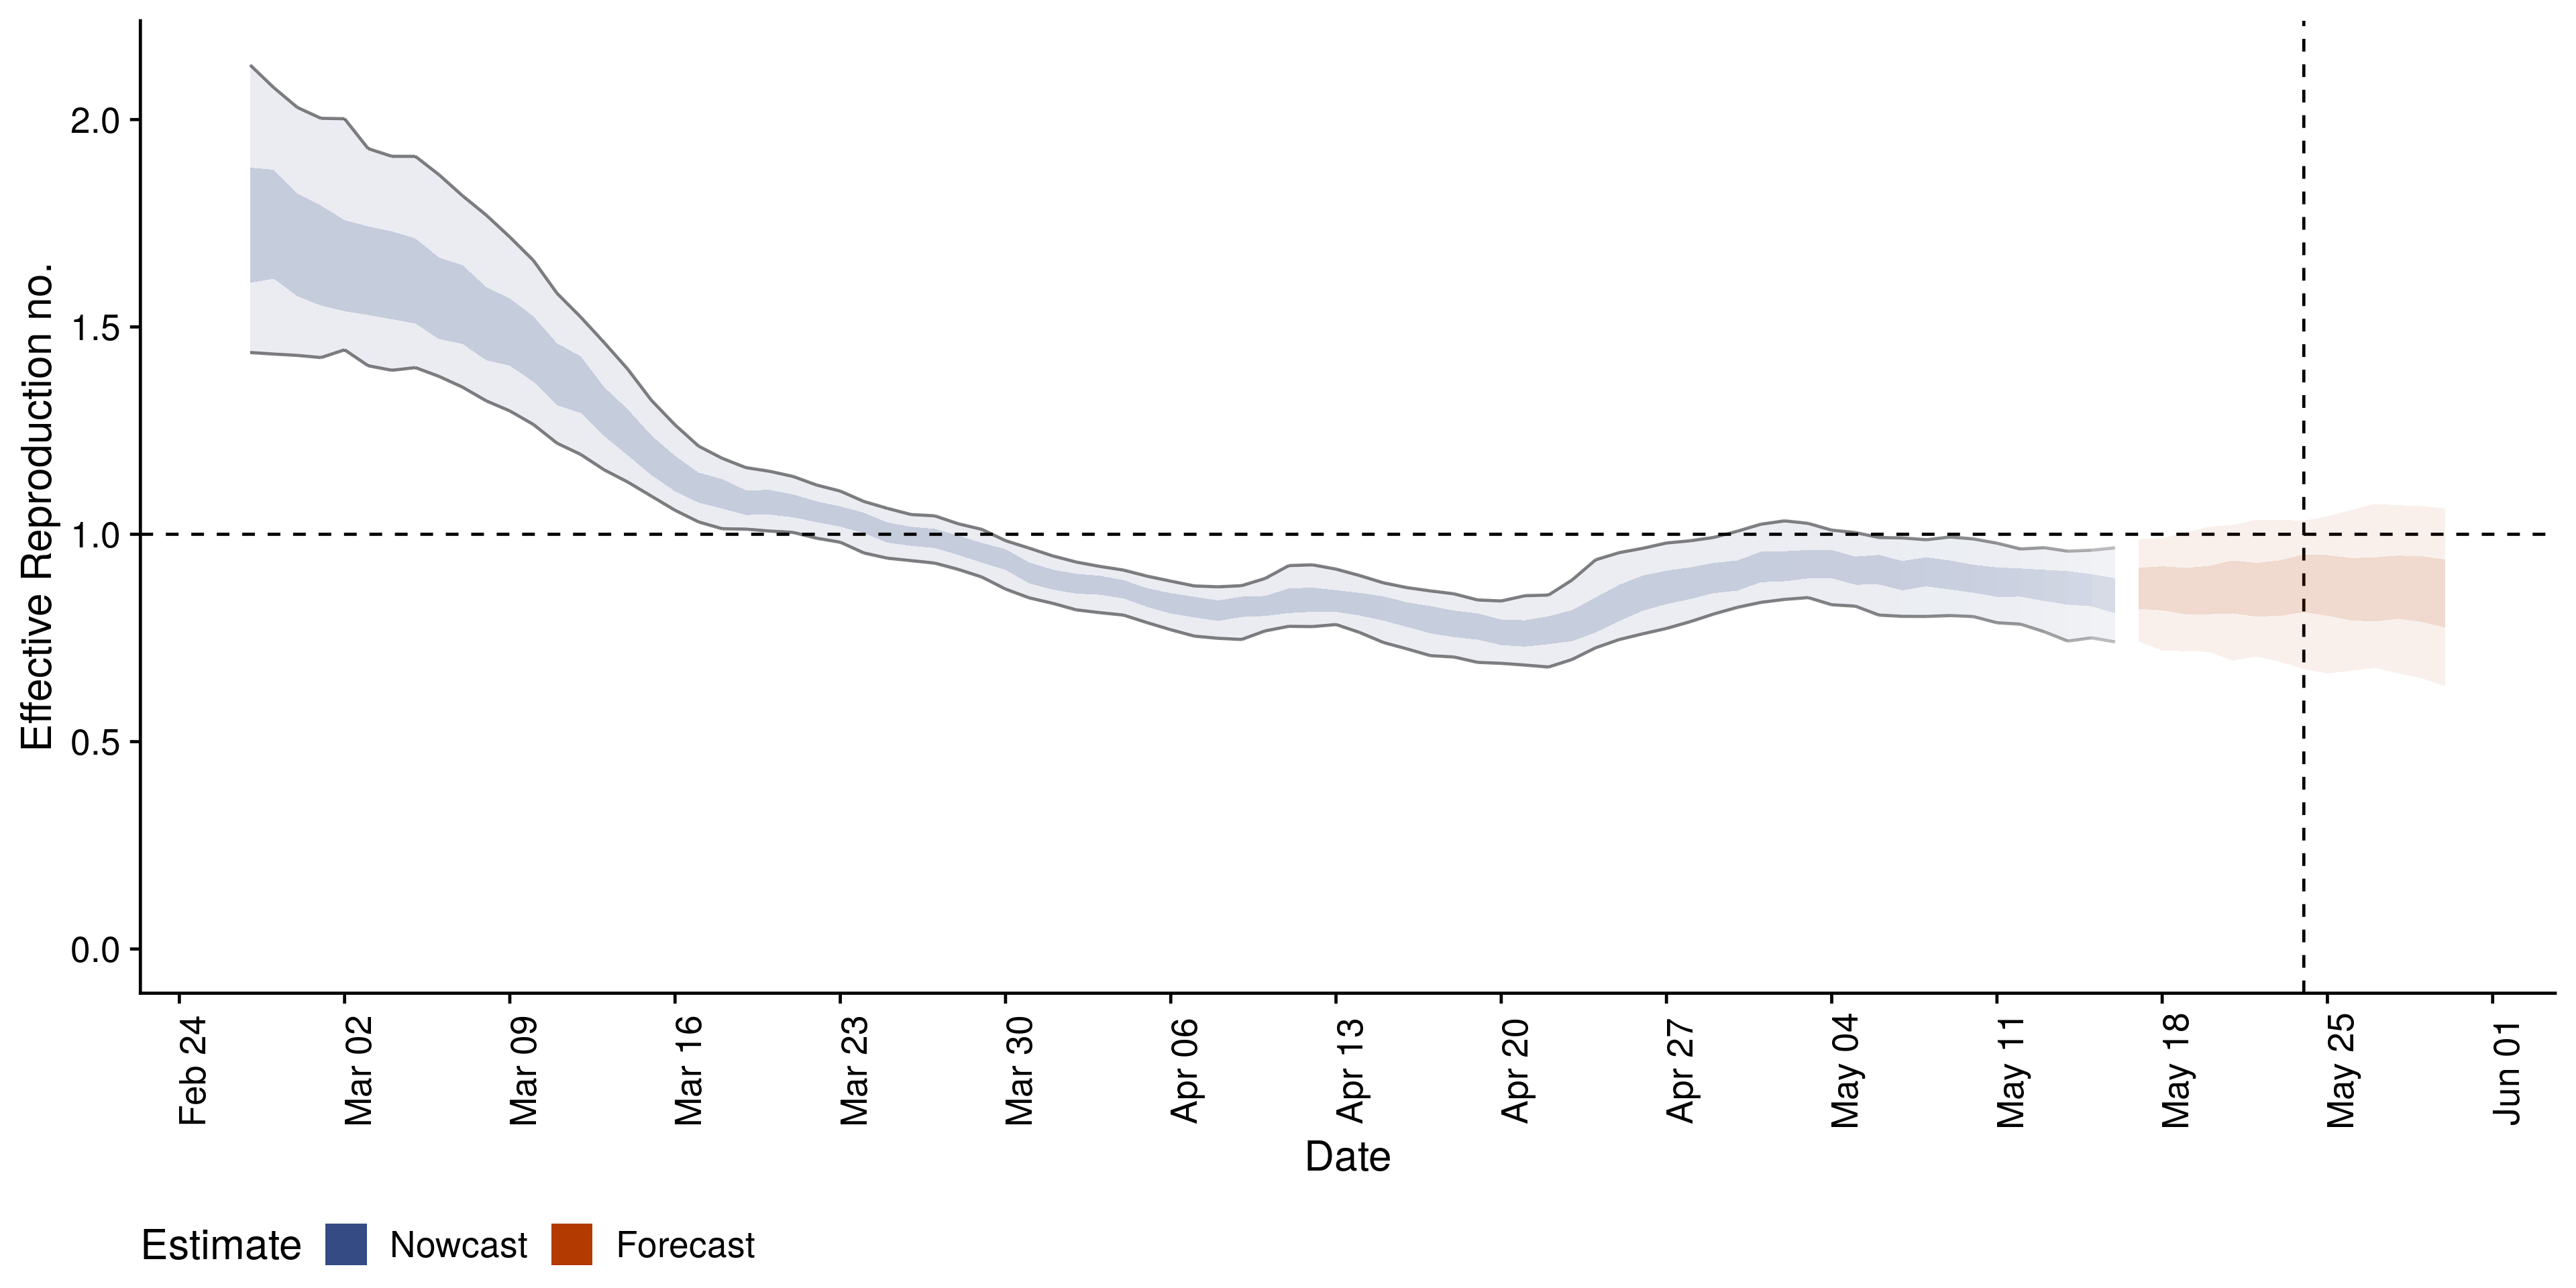 Effective Reproduction no.
2.0
1.5
1.0
0.5
0.0
Feb 24
Mar 02
Mar 09
Mar 16
Mar 23
Mar 30
Apr 06
Apr 13
Apr 20
Apr 27
May 04
May 11
May 18
May 25
Jun 01
Date
Estimate Nowcast Forecast